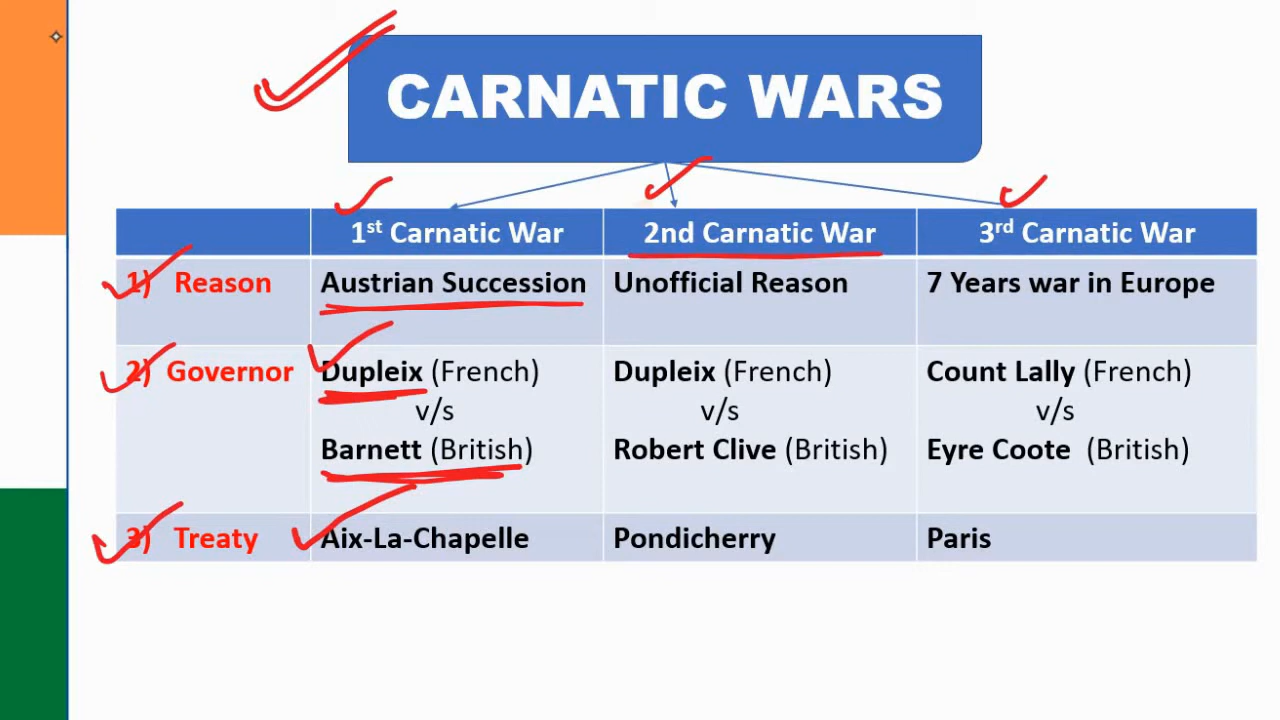 CARNATIC WARS
1st Carnatic War
2nd Carnatic War
3rd Carnatic War
1) Reason
Austrian Succession
Unofficial Reason
7 Years war in Europe
2) Governor
Dupleix (French)
v/s
Barnett (British)
Dupleix (French)
v/s
Robert Clive (British)
Count Lally (French)
v/s
Eyre Coote (British)
3) Treaty
Aix-La-Chapelle
Pondicherry
Paris